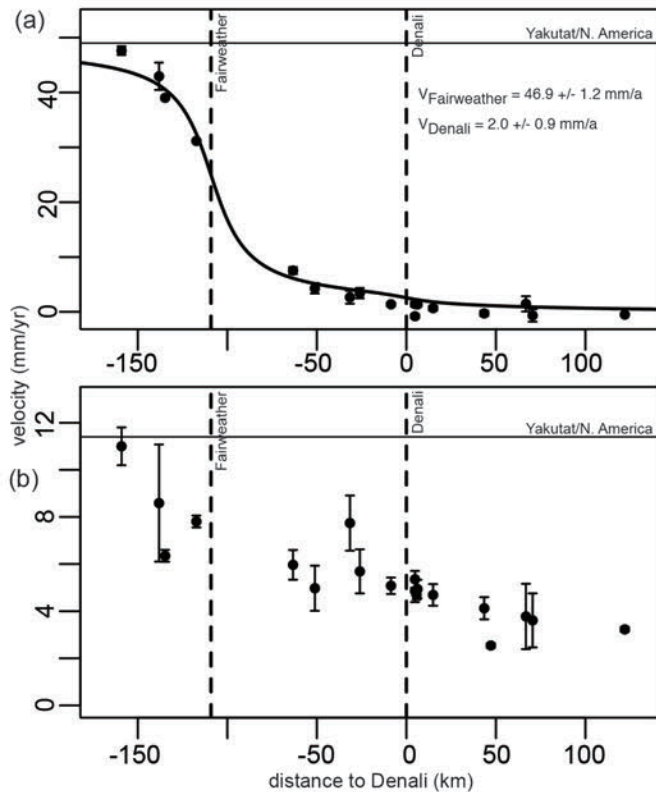 (a)
Yakutat/N. America
Fairweather
Denali
VFairweather = 46.9 +/- 1.2 mm/a
VDenali = 2.0 +/- 0.9 mm/a
40
20
0
-150 -50 0 50 100
velocity (mm/yr)
(b)
Yakutat/N. America
Fairweather
Denali
12
8
4
0
-150 -50 0 50 100
distance to Denali (km)